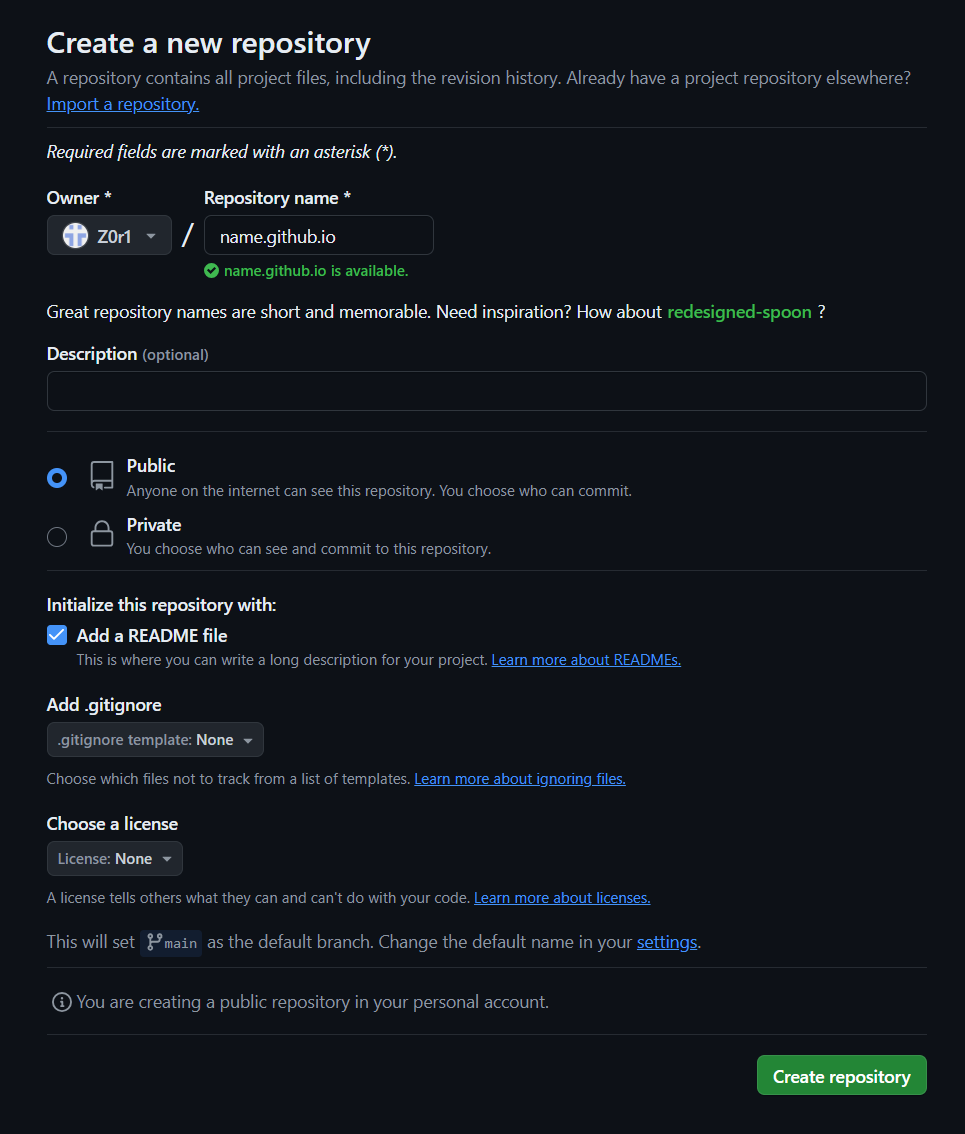 Create a new repository
A repository contains all project files, including the revision history. Already have a project repository elsewhere?
Import a repository.
Required fields are marked with an asterisk (*).
Owner * Repository name *
Z0r1 / name.github.io
name.github.io is available.
Great repository names are short and memorable. Need inspiration? How about redesigned-spoon ?
Description (optional)
Public
Anyone on the internet can see this repository. You choose who can commit.
Private
You choose who can see and commit to this repository.
Initialize this repository with:
Add a README file
This is where you can write a long description for your project. Learn more about READMEs.
Add .gitignore
.gitignore template: None
Choose which files not to track from a list of templates. Learn more about ignoring files.
Choose a license
License: None
A license tells others what they can and can't do with your code. Learn more about licenses.
This will set main as the default branch. Change the default name in your settings.
You are creating a public repository in your personal account.
Create repository